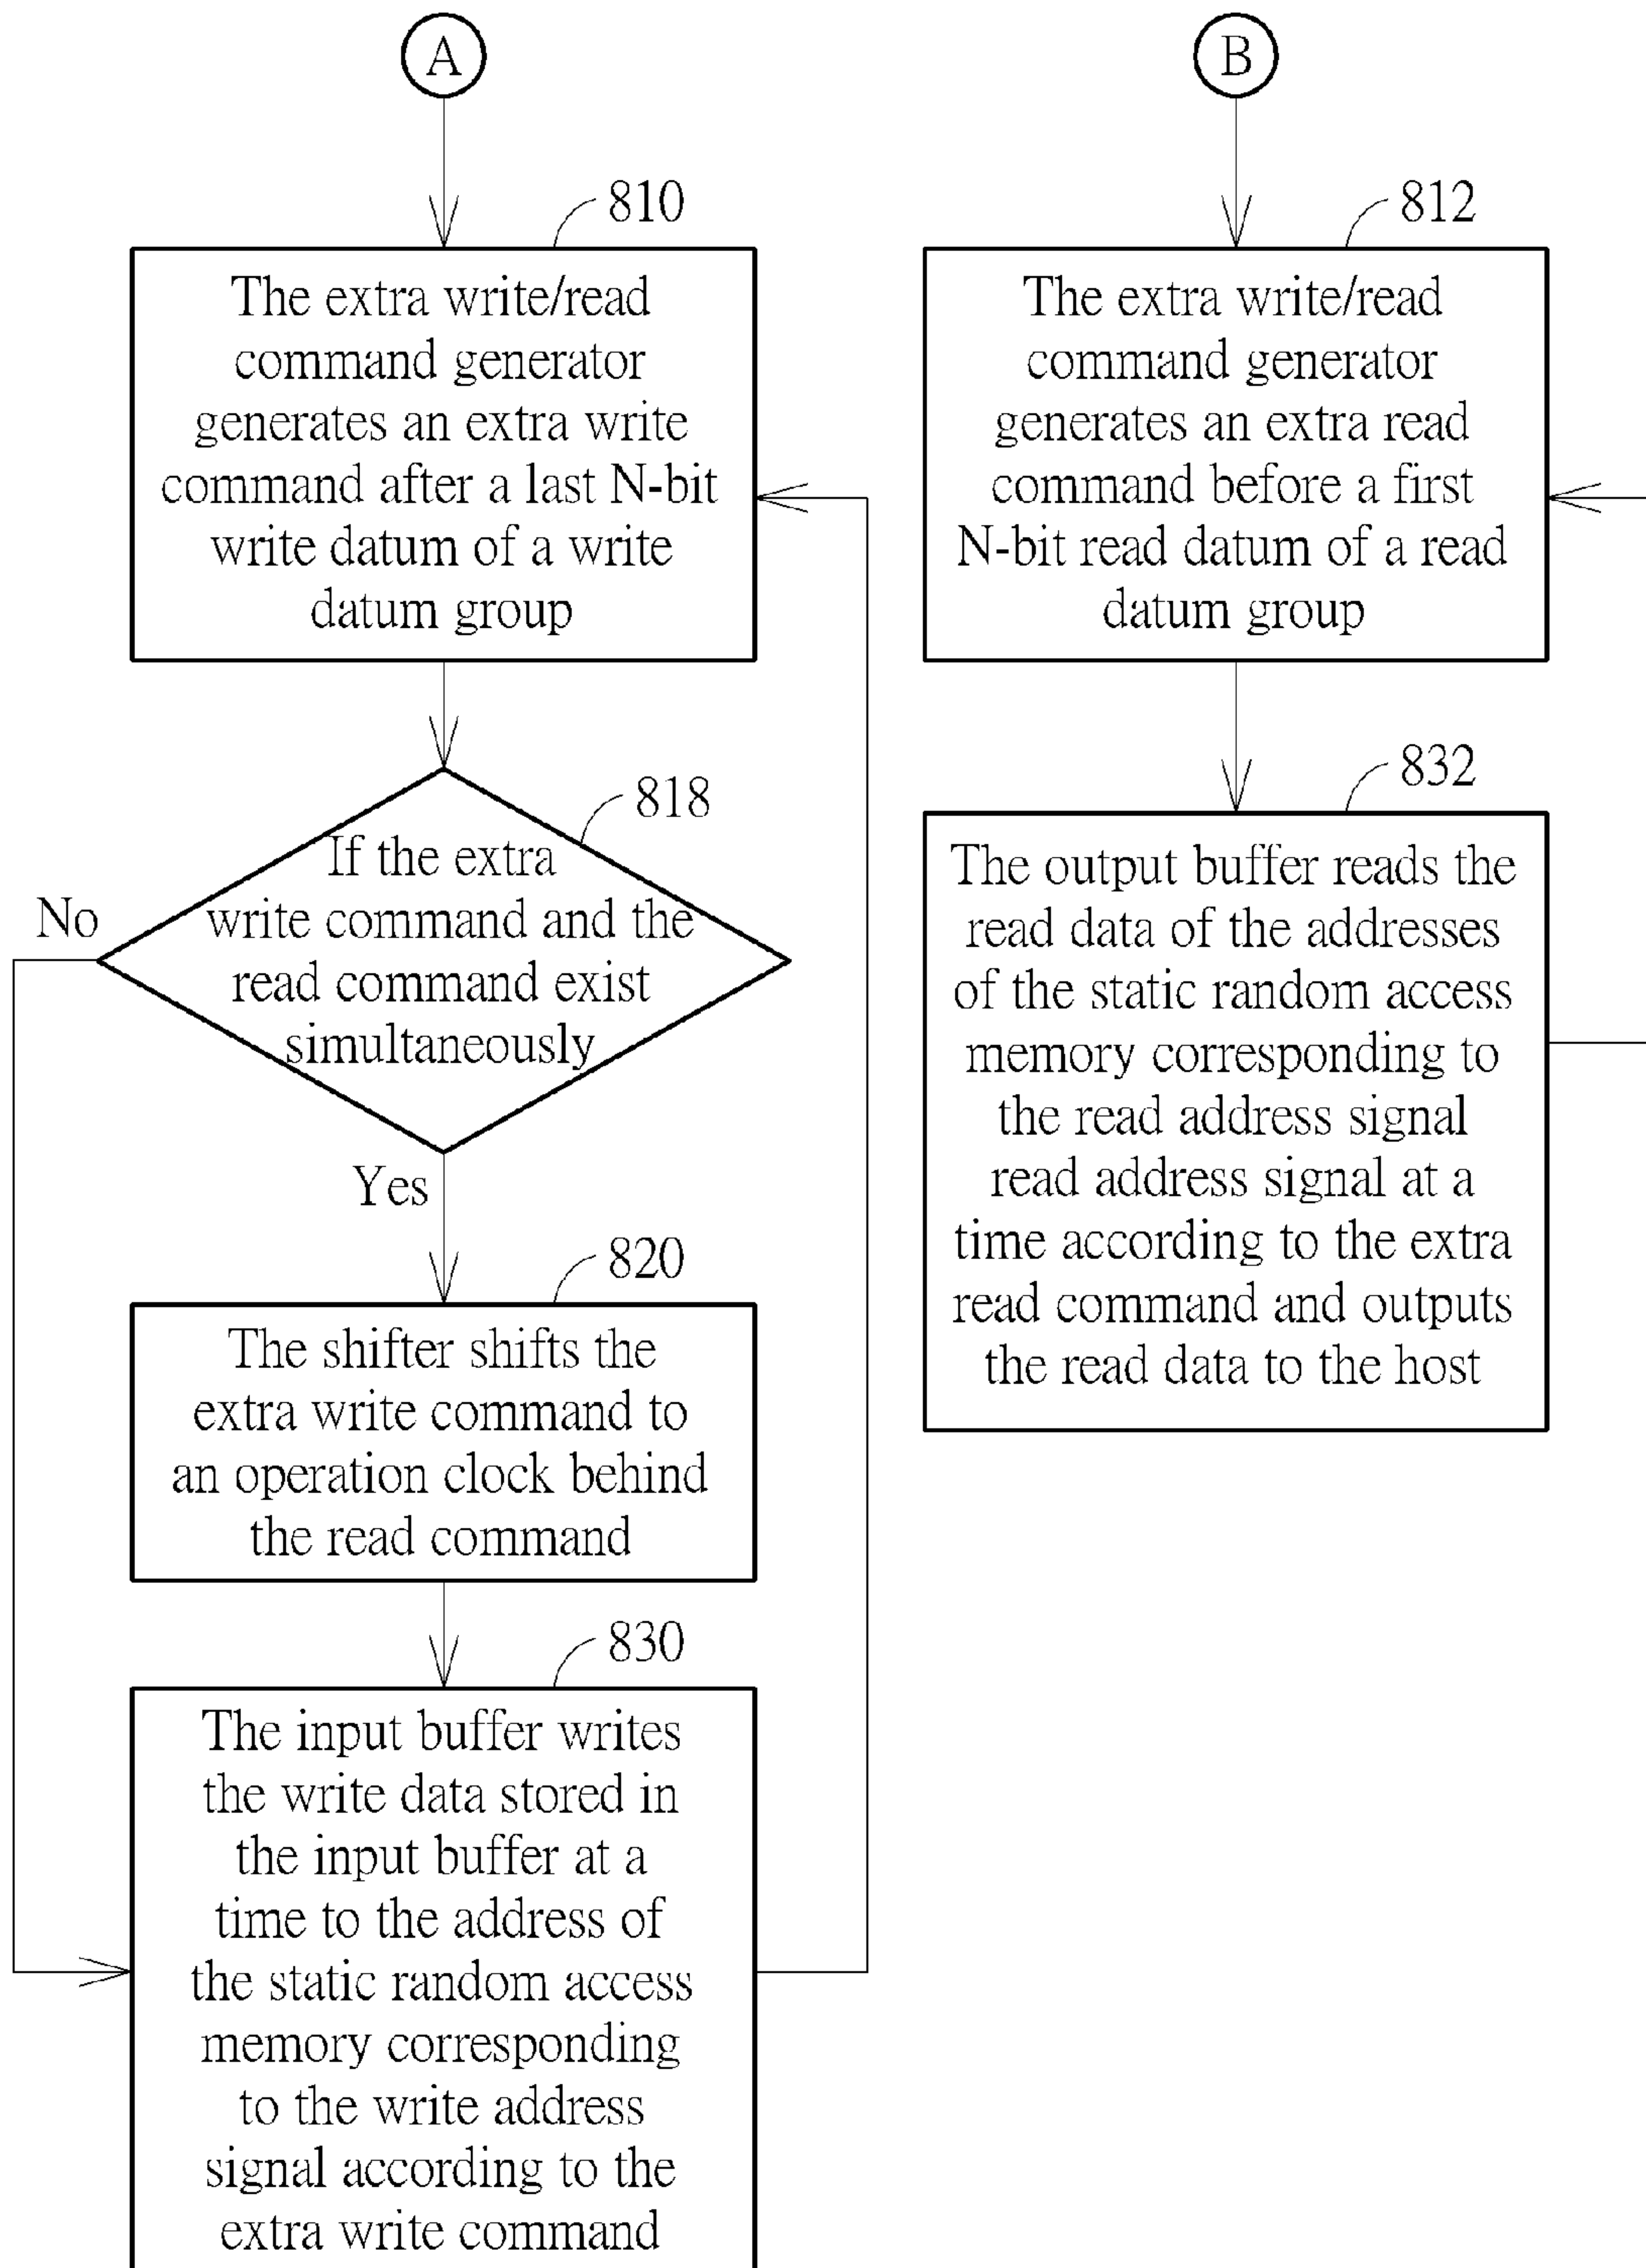 A
810
The extra write/read
command generator
generates an extra write
command after a last N-bit
write datum of a write
datum group
818
If the extra
write command and the
read command exist
simultaneously
No
Yes
820
The shifter shifts the
extra write command to
an operation clock behind
the read command
830
The input buffer writes
the write data stored in
the input buffer at a
time to the address of
the static random access
memory corresponding
to the write address
signal according to the
extra write command
B
812
The extra write/read
command generator
generates an extra read
command before a first
N-bit read datum of a read
datum group
832
The output buffer reads the
read data of the addresses
of the static random access
memory corresponding to
the read address signal
read address signal at a
time according to the extra
read command and outputs
the read data to the host